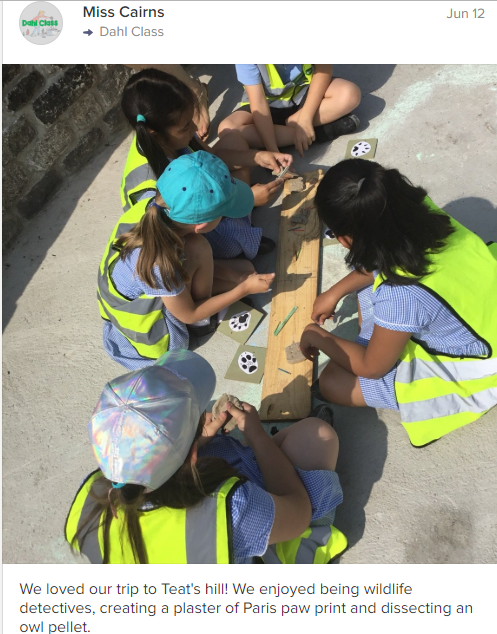 Dahl Class
Miss Cairns
Jun 12
Dahl Class
We loved our trip to Teat's hill! We enjoyed being wildlife
detectives, creating a plaster of Paris paw print and dissecting an
owl pellet.